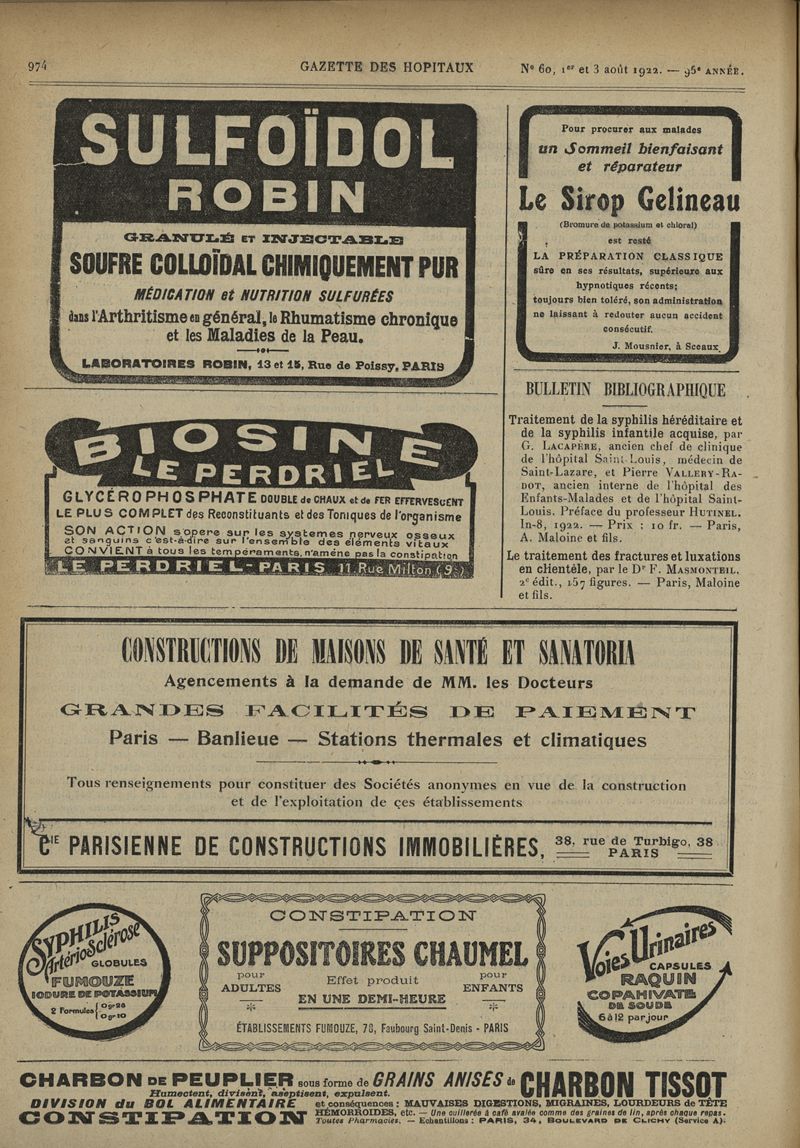 974
GAZETTE DES HOPITAUX
N° 60, 1er et 3 août 1922. — 95e ANNÉE.
SULFOÏDOL
ROBIN
GRANULÉ ET INJECTABLE
SOUFRE COLLOÏDAL CHIMIQUEMENT PUR
MÉDICATION et NUTRITION SULFURÉES
dans l'Arthritisme en général, le Rhumatisme chronique
et les Maladies de la Peau.
LABORATOIRES ROBIN, 13 et 15, Rue de Poissy, PARIS
BIOSINE
LE PERDRIEL
GLYCÉROPHOSPHATE DOUBLE de CHAUX et de FER EFFERVESCENT
LE PLUS COMPLET des Reconstituants et des Toniques de l'organisme
SON ACTION s'opere sur les systemes nerveux osseux
et sanguins c'est-à-dire sur l'ensemble des éléments vitaux
CONVIENT à tous les tempéraments, n'amène pas la constipation
LE PERDRIEL - PARIS 11 Rue Milton (9e)
Pour procurer aux malades
un Sommeil bienfaisant
et réparateur
Le Sirop Gelineau
(Bromure de potassium et chloral)
est resté
LA PRÉPARATION CLASSIQUE
sûre en ses résultats, supérieure aux
hypnotiques récents;
toujours bien toléré, son administration
ne laissant à redouter aucun accident
consécutif.
J. Mousnier, à Sceaux.
BULLETIN BIBLIOGRAPHIQUE
Traitement de la syphilis héréditaire et
de la syphilis infantile acquise, par
G. LACAPÈRE, ancien chef de clinique
de l'hôpital Saint-Louis, médecin de
Saint-Lazare, et Pierre VALLERY-RA-
DOT, ancien interne de l'hôpital des
Enfants-Malades et de l'hôpital Saint-
Louis. Préface du professeur HUTINEL.
In-8, 1922. — Prix : 10 fr. — Paris,
A. Maloine et fils.
Le traitement des fractures et luxations
en clientèle, par le Dr F. MASMONTEIL.
2e édit., 157 figures. — Paris, Maloine
et fils.
CONSTRUCTIONS DE MAISONS DE SANTÉ ET SANATORIA
Agencements à la demande de MM. les Docteurs
GRANDES FACILITÉS DE PAIEMENT
Paris — Banlieue — Stations thermales et climatiques
Tous renseignements pour constituer des Sociétés anonymes en vue de la construction
et de l'exploitation de ces établissements
CIE PARISIENNE DE CONSTRUCTIONS IMMOBILIÈRES, 38, rue de Turbigo, 38
PARIS
SYPHILIS
ArtérioSclérose
GLOBULES
FUMOUZE
IODURE DE POTASSIUM
2 Formules { 0gr25
0gr10
CONSTIPATION
SUPPOSITOIRES CHAUMEL
pour ADULTES
Effet produit
EN UNE DEMI-HEURE
pour ENFANTS
ÉTABLISSEMENTS FUMOUZE, 78, Faubourg Saint-Denis - PARIS
Voies Urinaires
CAPSULES
RAQUIN
COPAHIVATE
DE SOUDE
6 à 12 par jour
CHARBON DE PEUPLIER sous forme de GRAINS ANISÉS de CHARBON TISSOT
Humectent, divisent, aseptisent, expulsent.
DIVISION du BOL ALIMENTAIRE et conséquences : MAUVAISES DIGESTIONS, MIGRAINES, LOURDEURS de TÊTE
CONSTIPATION HÉMORROIDES, etc. — Une cuillerée à café avalée comme des graines de lin, après chaque repas.
Toutes Pharmacies. — Echantillons : PARIS, 34, BOULEVARD DE CLICHY (Service A).